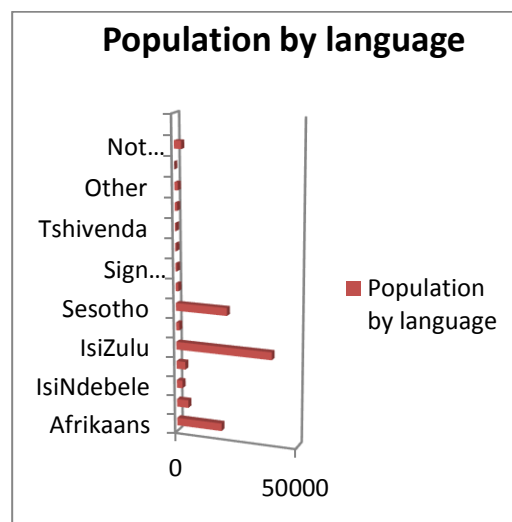 Population by language
Not...
Other
Tshivenda
Sign...
Sesotho
IsiZulu
IsiNdebele
Afrikaans
0
50000
Population
by language